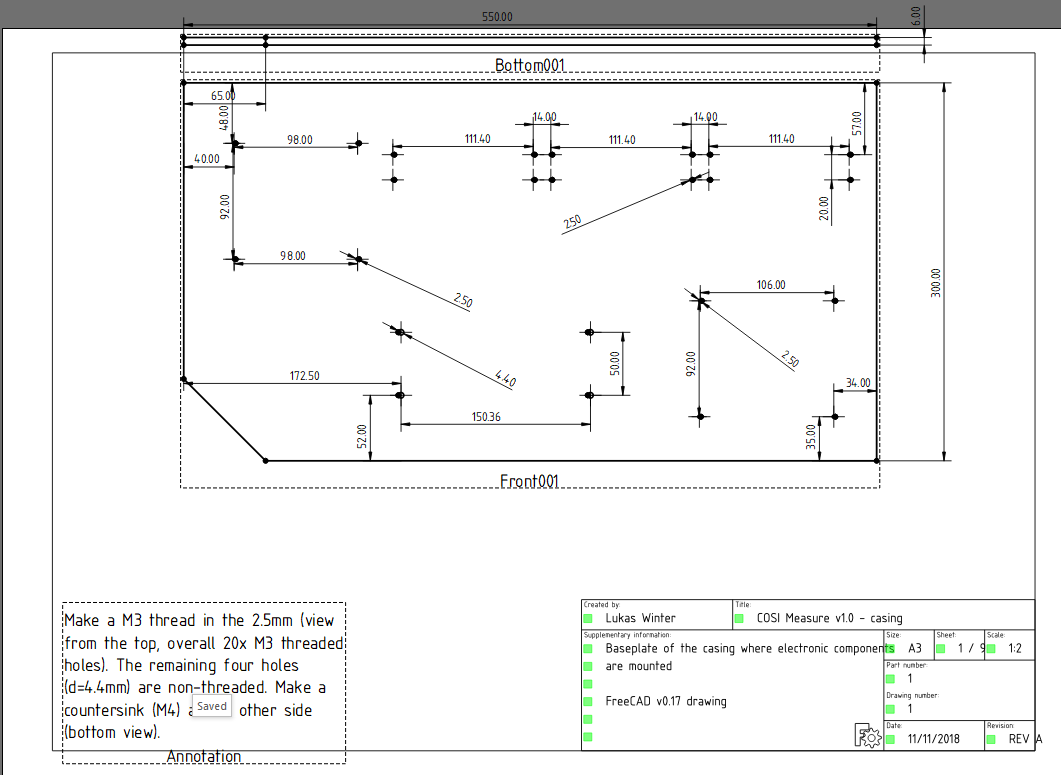 550.00
6.00
Bottom001
65.00
48.00
14.00
14.00
57.00
98.00
111.40
111.40
111.40
40.00
92.00
20.00
250
98.00
2.50
106.00
300.00
4.40
50.00
92.00
2.50
172.50
34.00
150.36
52.00
35.00
Front001
Make a M3 thread in the 2.5mm (view
from the top, overall 20x M3 threaded
holes). The remaining four holes
(d=4.4mm) are non-threaded. Make a
countersink (M4) other side
(bottom view).
Saved
Annotation
Created by:
Lukas Winter
Title:
COSI Measure v1.0 - casing
Supplementary information:
Baseplate of the casing where electronic components
are mounted
FreeCAD v0.17 drawing
Size:
A3
Sheet:
1 / 9
Scale:
1:2
Part number:
1
Drawing number:
1
Date:
11/11/2018
Revision:
REV A